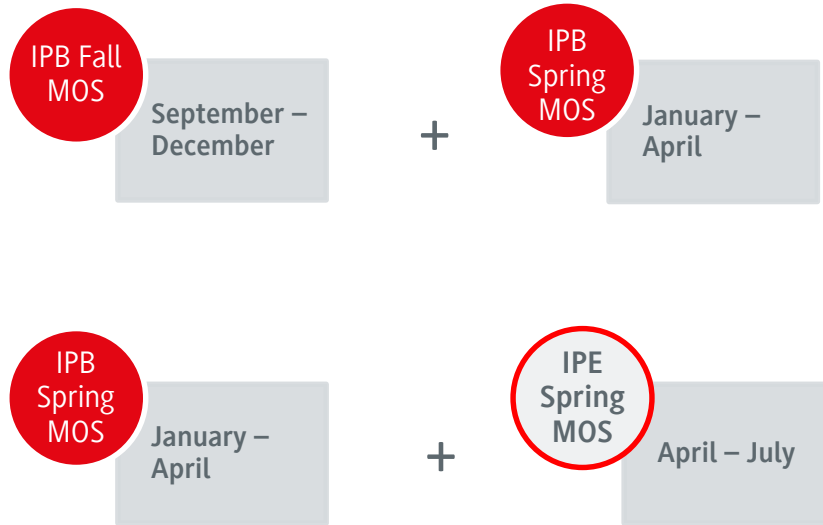 IPB Fall
MOS
September –
December
+
IPB
Spring
MOS
January –
April
IPB
Spring
MOS
January –
April
+
IPE
Spring
MOS
April – July